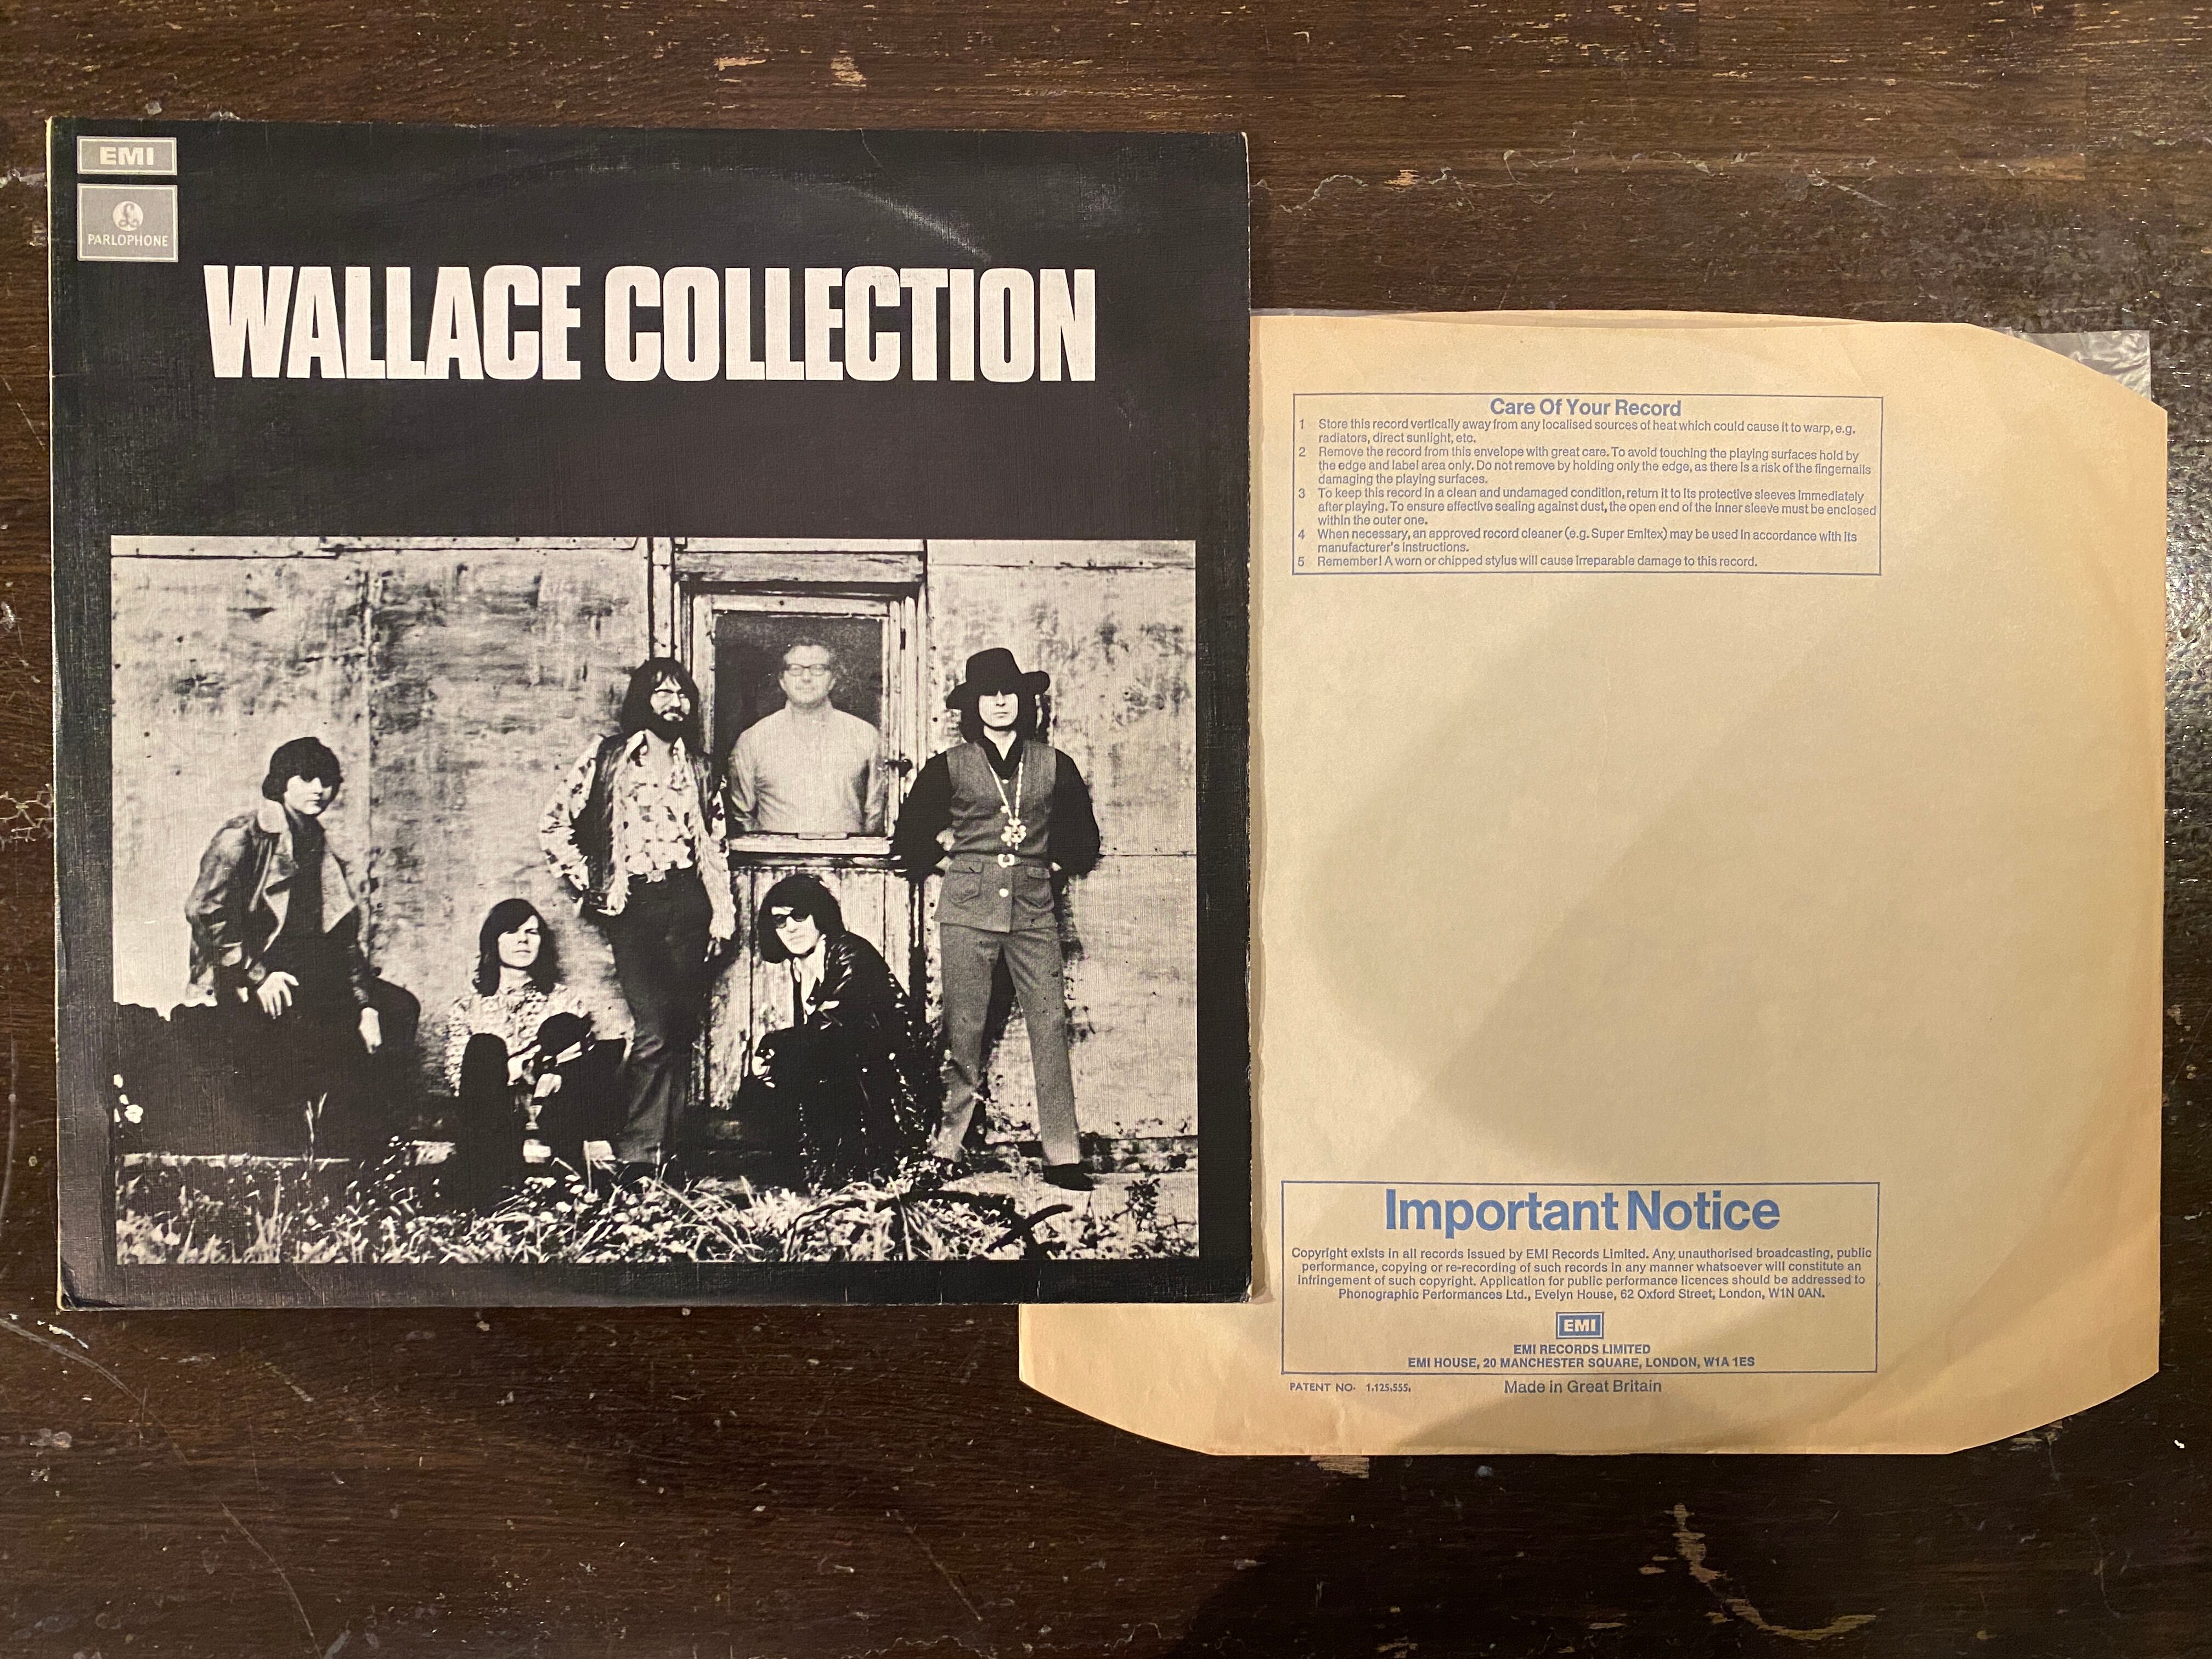 EMI
£
PARLOPHONE
WALLACE COLLECTION
Care Of Your Record
1 Store this record vertically away from any localised sources of heat which could cause it to warp, e.g.
radiators, direct sunlight, etc.
2 Remove the record from this envelope with great care. To avoid touching the playing surfaces hold by
the edge and label area only. Do not remove by holding only the edge, as there is a risk of the fingernails
damaging the playing surfaces.
3 To keep this record in a clean and undamaged condition, return it to its protective sleeves immediately
after playing. To ensure effective sealing against dust, the open end of the inner sleeve must be enclosed
within the outer one.
4 When necessary, an approved record cleaner (e.g. Super Emitex) may be used in accordance with its
manufacturer's instructions.
5 Remember! A worn or chipped stylus will cause irreparable damage to this record.
Important Notice
Copyright exists in all records issued by EMI Records Limited. Any unauthorised broadcasting, public
performance, copying or re-recording of such records in any manner whatsoever will constitute an
infringement of such copyright. Application for public performance licences should be addressed to
Phonographic Performances Ltd., Evelyn House, 62 Oxford Street, London, W1N 0AN.
EMI
EMI RECORDS LIMITED
EMI HOUSE, 20 MANCHESTER SQUARE, LONDON, W1A 1ES
PATENT NO. 1,125,555, Made in Great Britain